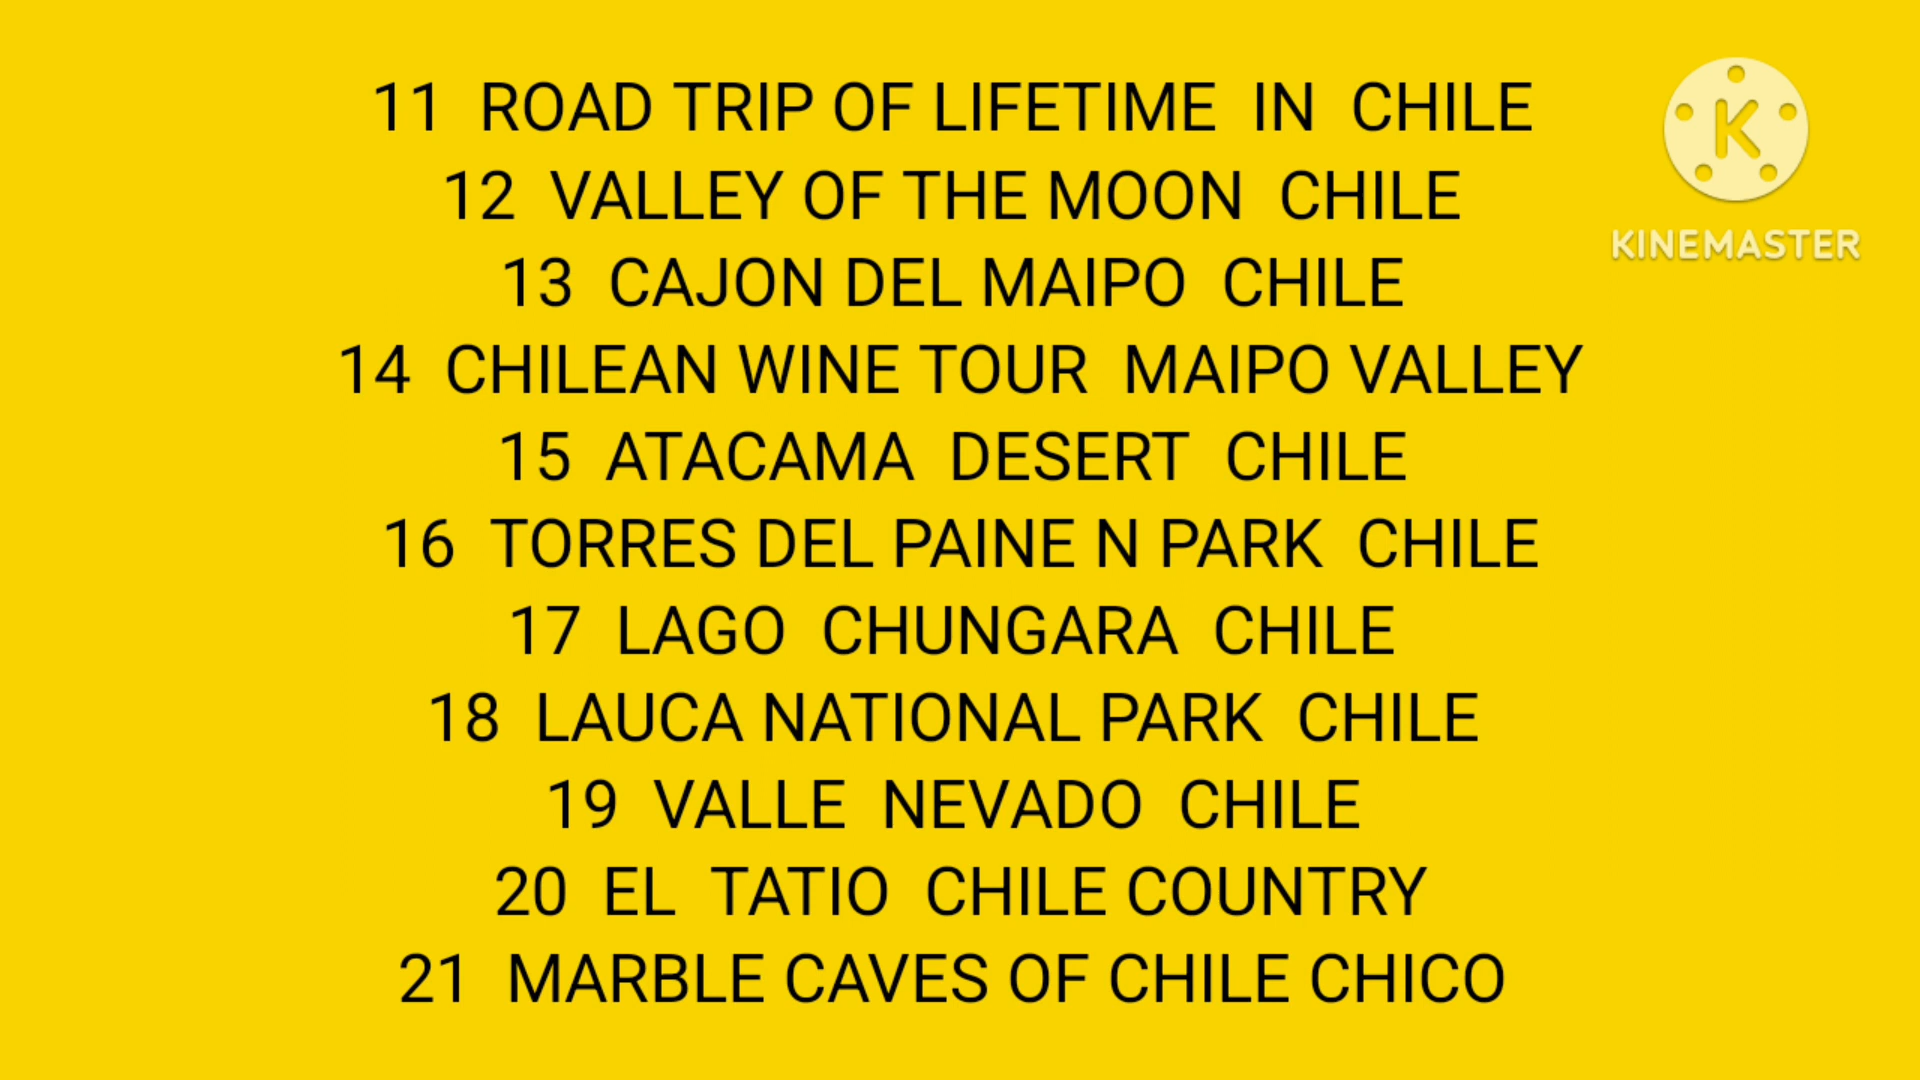 11 ROAD TRIP OF LIFETIME IN CHILE
12 VALLEY OF THE MOON CHILE
13 CAJON DEL MAIPO CHILE
14 CHILEAN WINE TOUR MAIPO VALLEY
15 ATACAMA DESERT CHILE
16 TORRES DEL PAINE N PARK CHILE
17 LAGO CHUNGARA CHILE
18 LAUCA NATIONAL PARK CHILE
19 VALLE NEVADO CHILE
20 EL TATIO CHILE COUNTRY
21 MARBLE CAVES OF CHILE CHICO
K
KINEMASTER